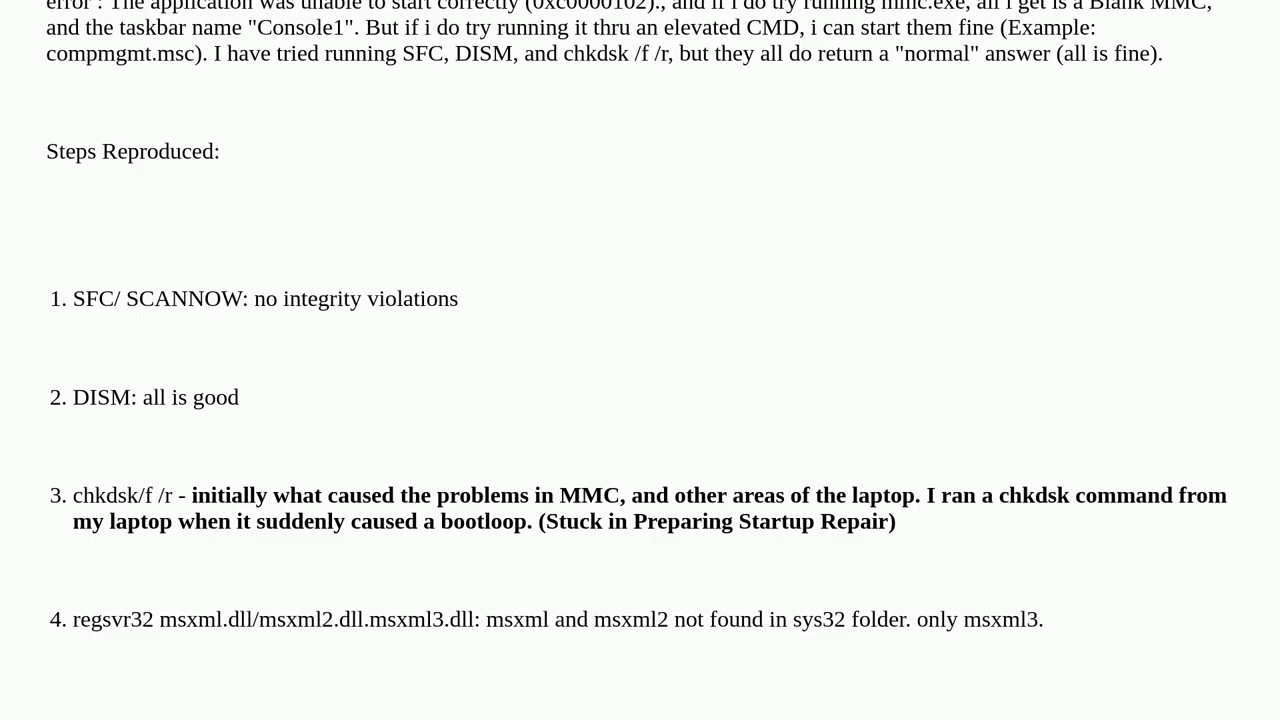 error : The application was unable to start correctly (0xc0000102)., and if i do try running mmc.exe, all i get is a Blank MMC,
and the taskbar name "Console1". But if i do try running it thru an elevated CMD, i can start them fine (Example:
compmgmt.msc). I have tried running SFC, DISM, and chkdsk /f /r, but they all do return a "normal" answer (all is fine).
Steps Reproduced:
1. SFC/ SCANNOW: no integrity violations
2. DISM: all is good
3. chkdsk/f /r - initially what caused the problems in MMC, and other areas of the laptop. I ran a chkdsk command from
my laptop when it suddenly caused a bootloop. (Stuck in Preparing Startup Repair)
4. regsvr32 msxml.dll/msxml2.dll.msxml3.dll: msxml and msxml2 not found in sys32 folder. only msxml3.